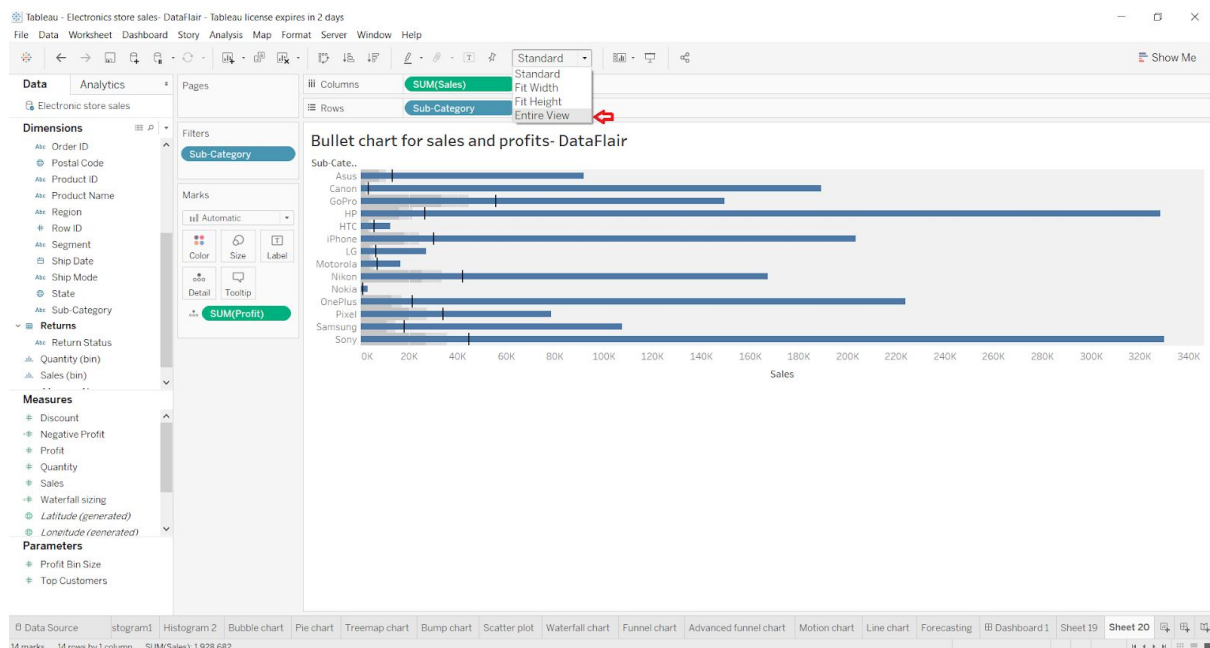 Tableau - Electronics store sales- DataFlair - Tableau license expires in 2 days
File Data Worksheet Dashboard Story Analysis Map Format Server Window Help
Standard
Show Me
Standard
Fit Width
Fit Height
Entire View
Data Analytics
Electronic store sales
Dimensions
Abc Order ID
Postal Code
Abc Product ID
Abc Product Name
Abc Region
# Row ID
Abc Segment
Ship Date
Abc Ship Mode
State
Abc Sub-Category
Returns
Abc Return Status
Quantity (bin)
Sales (bin)
Measures
# Discount
=# Negative Profit
# Profit
# Quantity
# Sales
=# Waterfall sizing
Latitude (generated)
Longitude (generated)
Parameters
# Profit Bin Size
# Top Customers
Pages
Filters
Sub-Category
Marks
Automatic
Color Size Label
Detail Tooltip
SUM(Profit)
Columns SUM(Sales)
Rows Sub-Category
Bullet chart for sales and profits- DataFlair
Sub-Cate..
Asus
Canon
GoPro
HP
HTC
iPhone
LG
Motorola
Nikon
Nokia
OnePlus
Pixel
Samsung
Sony
0K 20K 40K 60K 80K 100K 120K 140K 160K 180K 200K 220K 240K 260K 280K 300K 320K 340K
Sales
Data Source stogram1 Histogram 2 Bubble chart Pie chart Treemap chart Bump chart Scatter plot Waterfall chart Funnel chart Advanced funnel chart Motion chart Line chart Forecasting Dashboard 1 Sheet 19 Sheet 20
14 marks 14 rows by 1 column SUM(Sales): 1,928,682